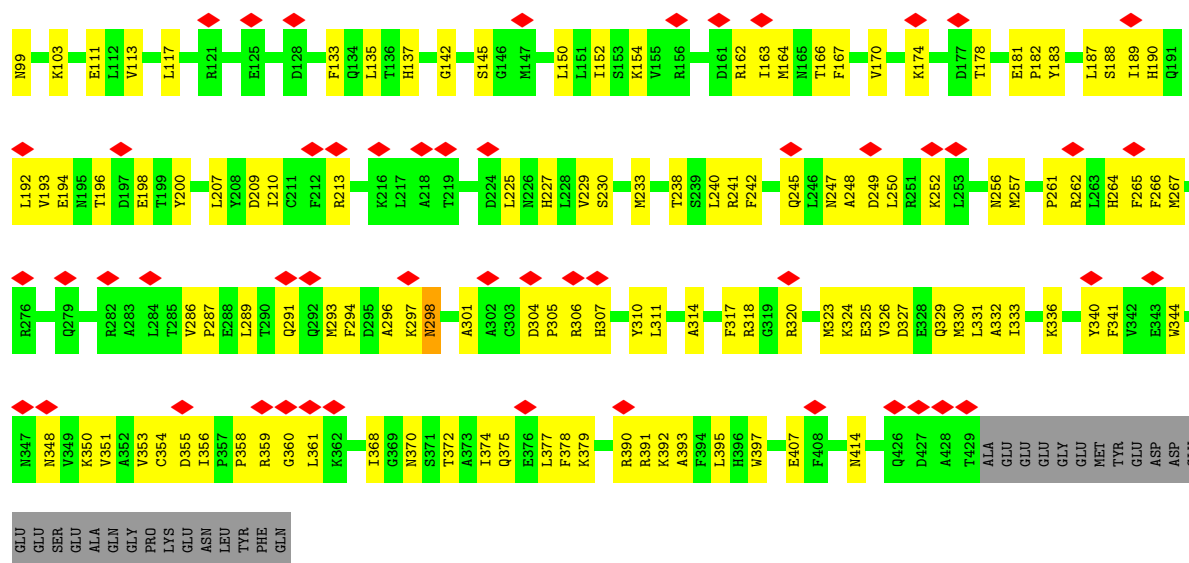 N99 K103 E111 L112 V113 L117 R121 E125 D128 F133 Q134 L135 T136 H137 G142 S145 G146 M147 L150 L151 I152 S153 K154 V155 R156 D161 R162 I163 M164 N165 T166 F167 V170 K174 D177 T178 E181 P182 Y183 L187 S188 I189 H190 Q191
L192 V193 E194 N195 T196 D197 E198 T199 Y200 L207 Y208 D209 I210 C211 F212 R213 K216 L217 A218 T219 D224 L225 N226 H227 L228 V229 S230 M233 T238 S239 L240 R241 F242 Q245 L246 N247 A248 D249 L250 R251 K252 L253 N256 M257 P261 R262 L263 H264 F265 F266 M267
R276 Q279 R282 A283 L284 T285 V286 P287 E288 L289 T290 Q291 Q292 M293 F294 D295 A296 K297 N298 A301 A302 C303 D304 P305 R306 H307 Y310 L311 A314 F317 R318 G319 R320 M323 K324 E325 V326 D327 E328 Q329 M330 L331 A332 I333 K336 Y340 F341 V342 E343 W344
N347 N348 V349 K350 V351 A352 V353 C354 D355 I356 P357 P358 R359 G360 L361 K362 I368 G369 N370 S371 T372 A373 I374 Q375 E376 L377 F378 K379 R390 R391 K392 A393 F394 L395 H396 W397 E407 F408 N414 Q426 D427 A428 T429 ALA GLU GLU GLU GLY GLU MET TYR GLU ASP ASP
GLU GLU SER GLU ALA GLN GLY PRO LYS GLU ASN LEU TYR PHE GLN